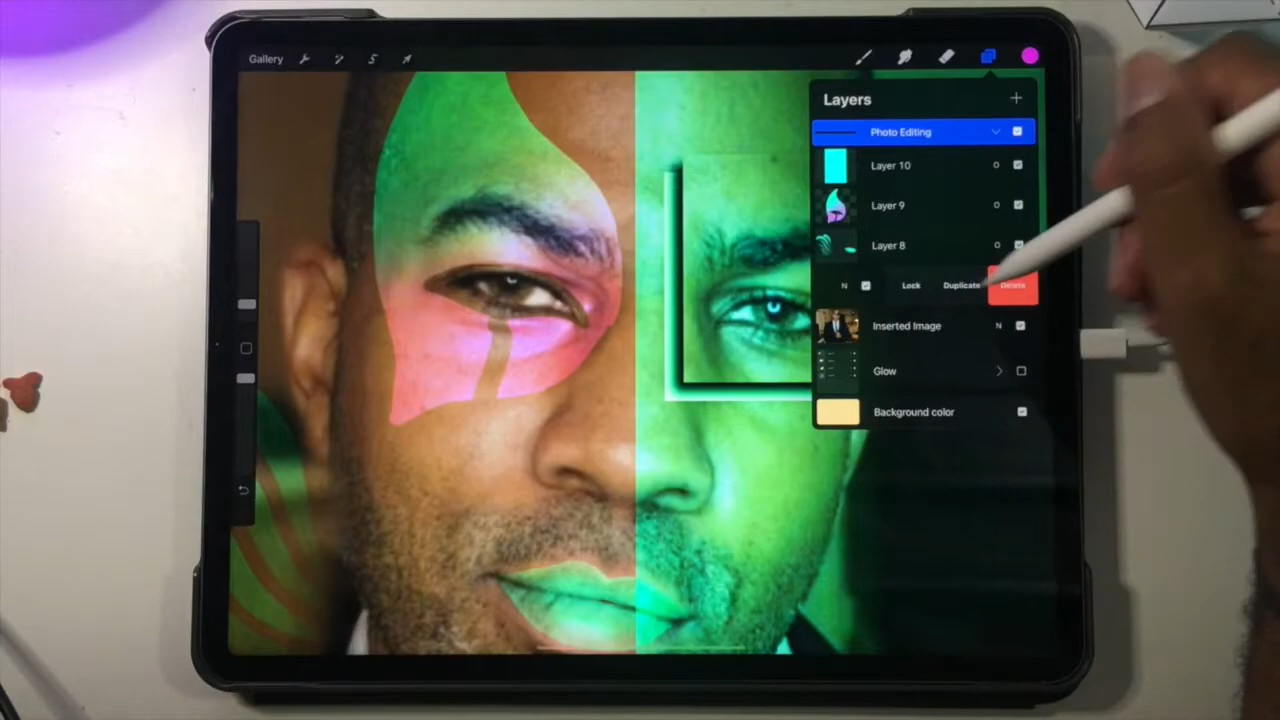 Gallery
Layers
Photo Editing
Layer 10 O
Layer 9 O
Layer 8 O
N Lock Duplicate Delete
Inserted Image N
Glow
Background color